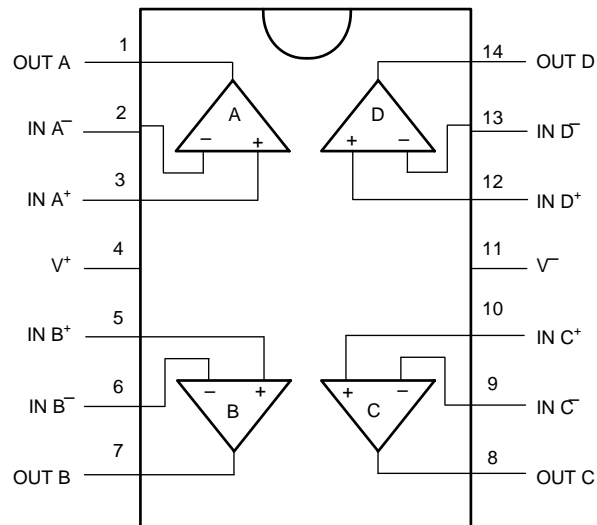 1
14
OUT A
OUT D
A
D
2
13
IN A–
IN D–
– +
+ –
3
12
IN A+
IN D+
4
11
V+
V–
5
10
IN B+
IN C+
– +
+ –
6
9
IN B–
IN C–
B
C
7
8
OUT B
OUT C